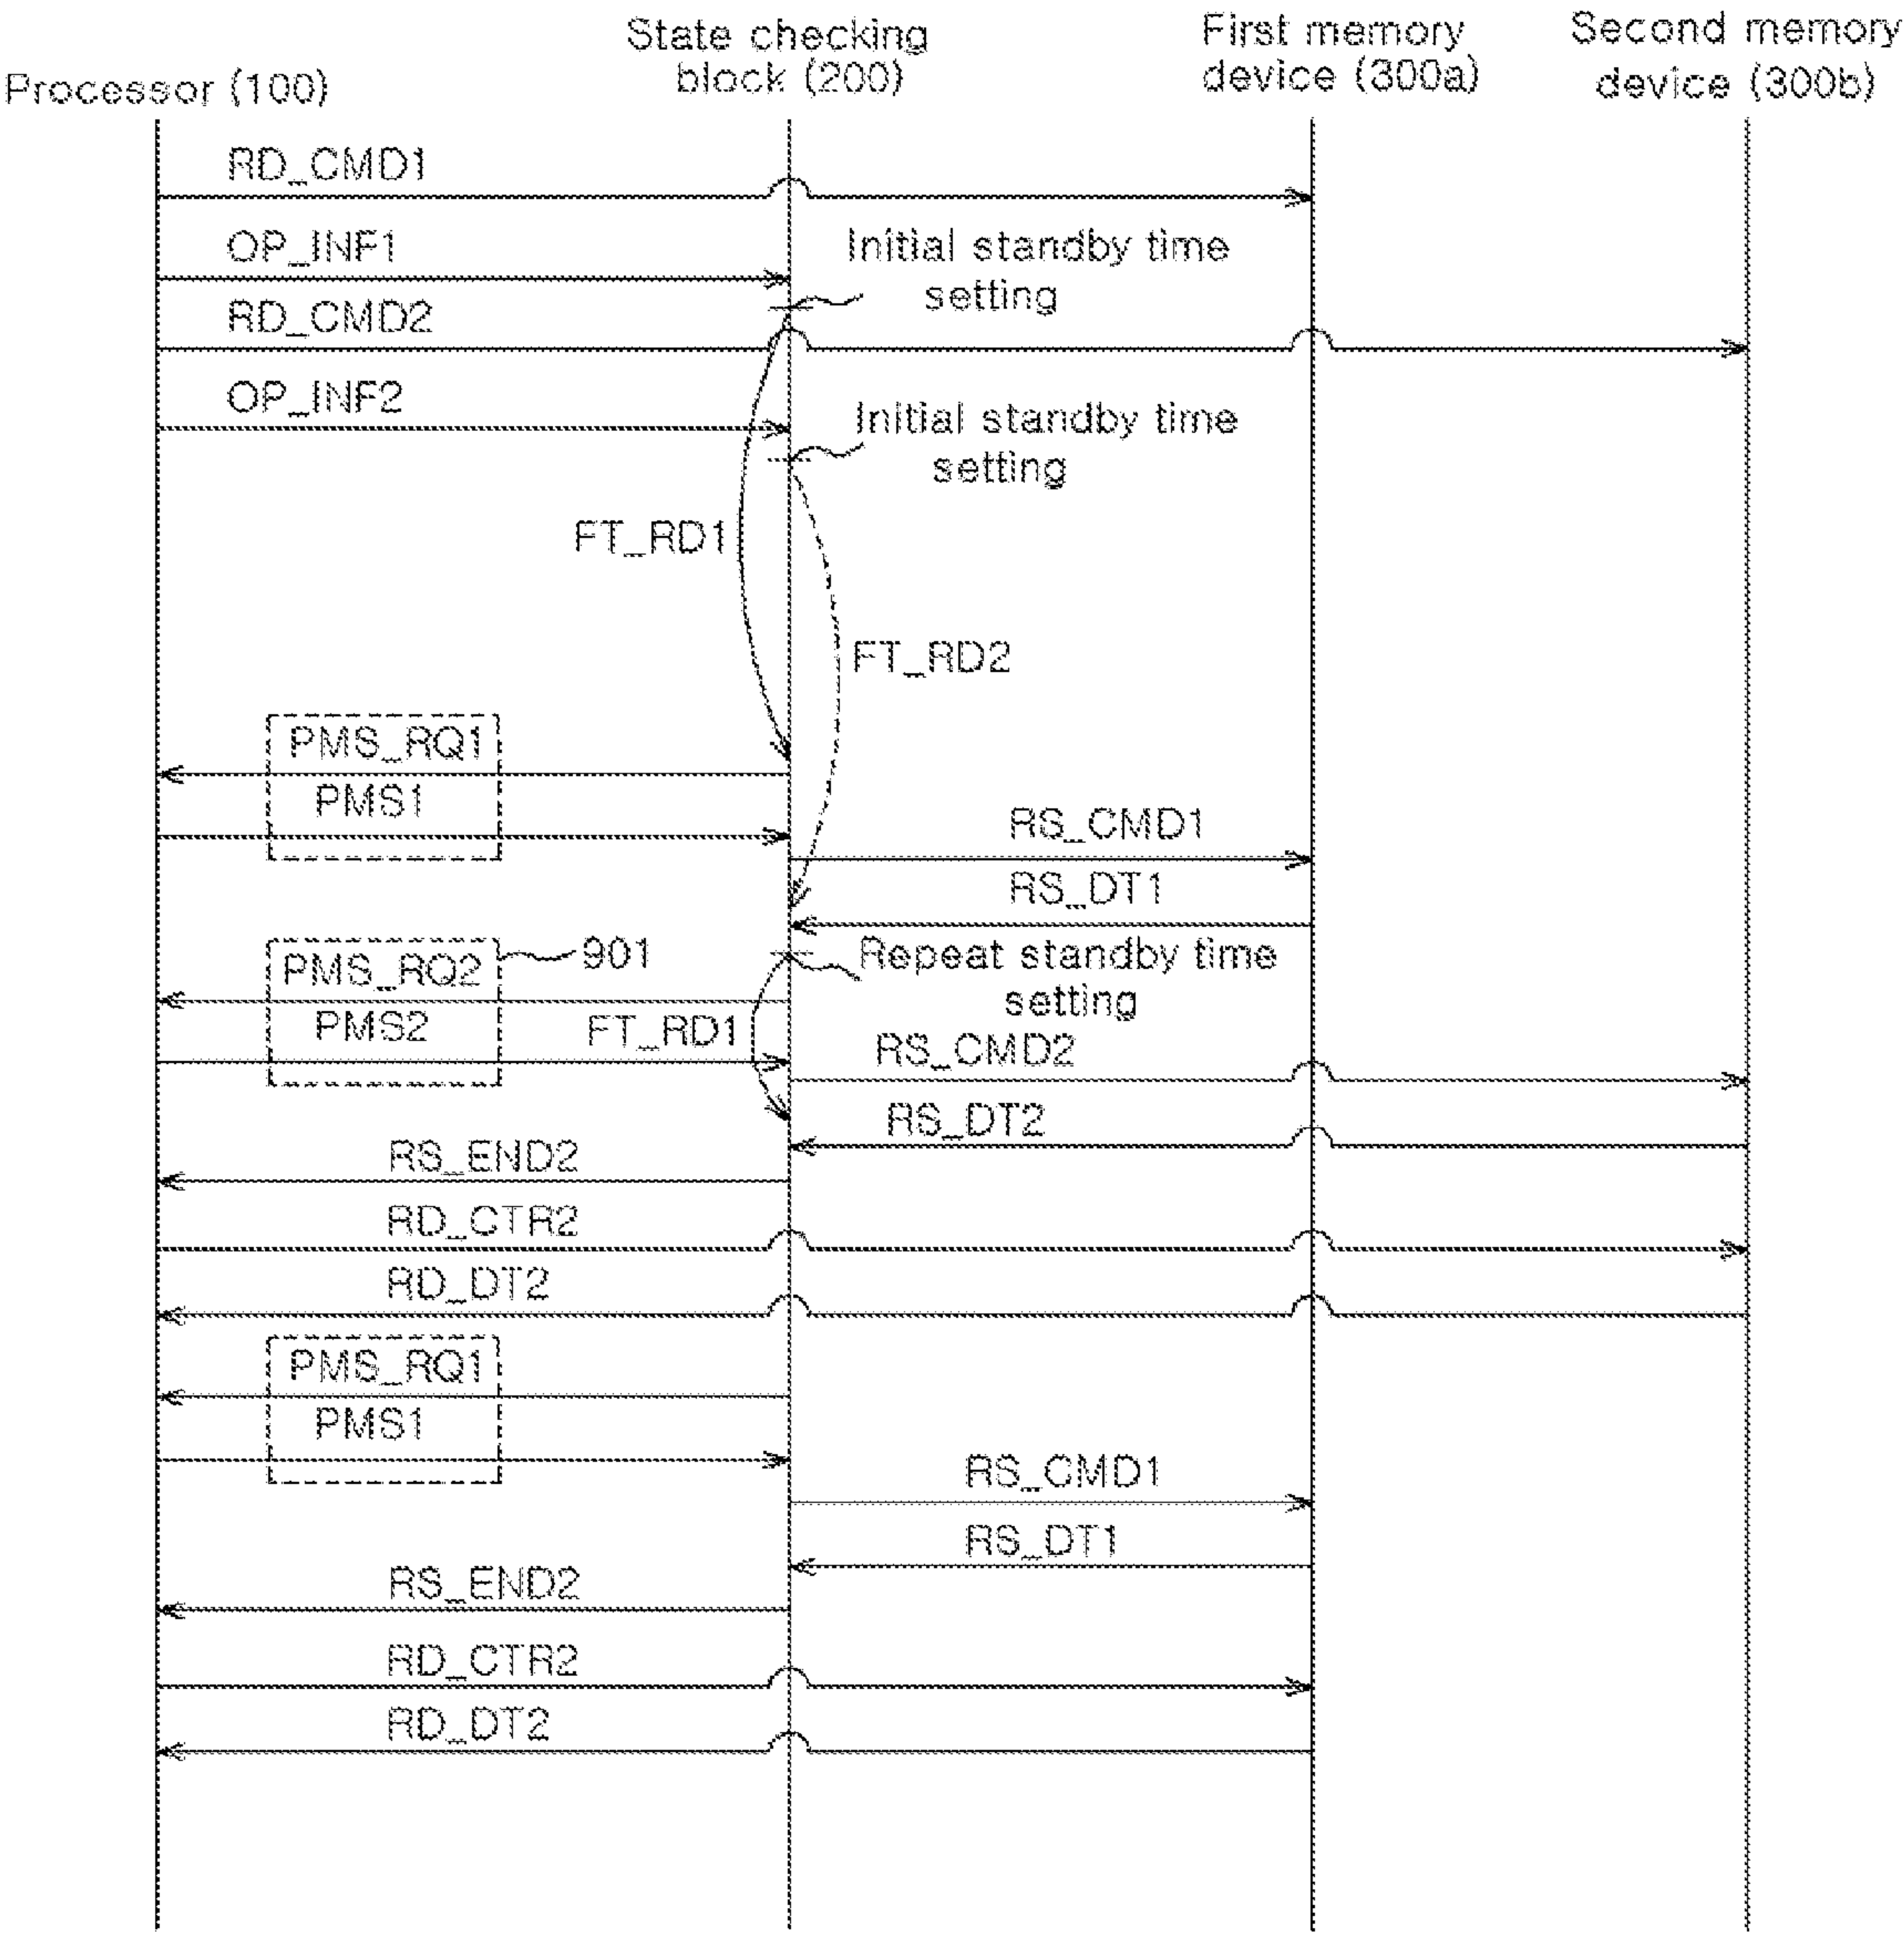 Processor (100)
State checking
block (200)
First memory
device (300a)
Second memory
device (300b)
RD_CMD1
OP_INF1
Initial standby time
setting
RD_CMD2
OP_INF2
Initial standby time
setting
FT_RD1
FT_RD2
PMS_RQ1
PMS1
RS_CMD1
RS_DT1
PMS_RQ2
901
Repeat standby time
setting
PMS2
FT_RD1
RS_CMD2
RS_DT2
RS_END2
RD_CTR2
RD_DT2
PMS_RQ1
PMS1
RS_CMD1
RS_DT1
RS_END2
RD_CTR2
RD_DT2